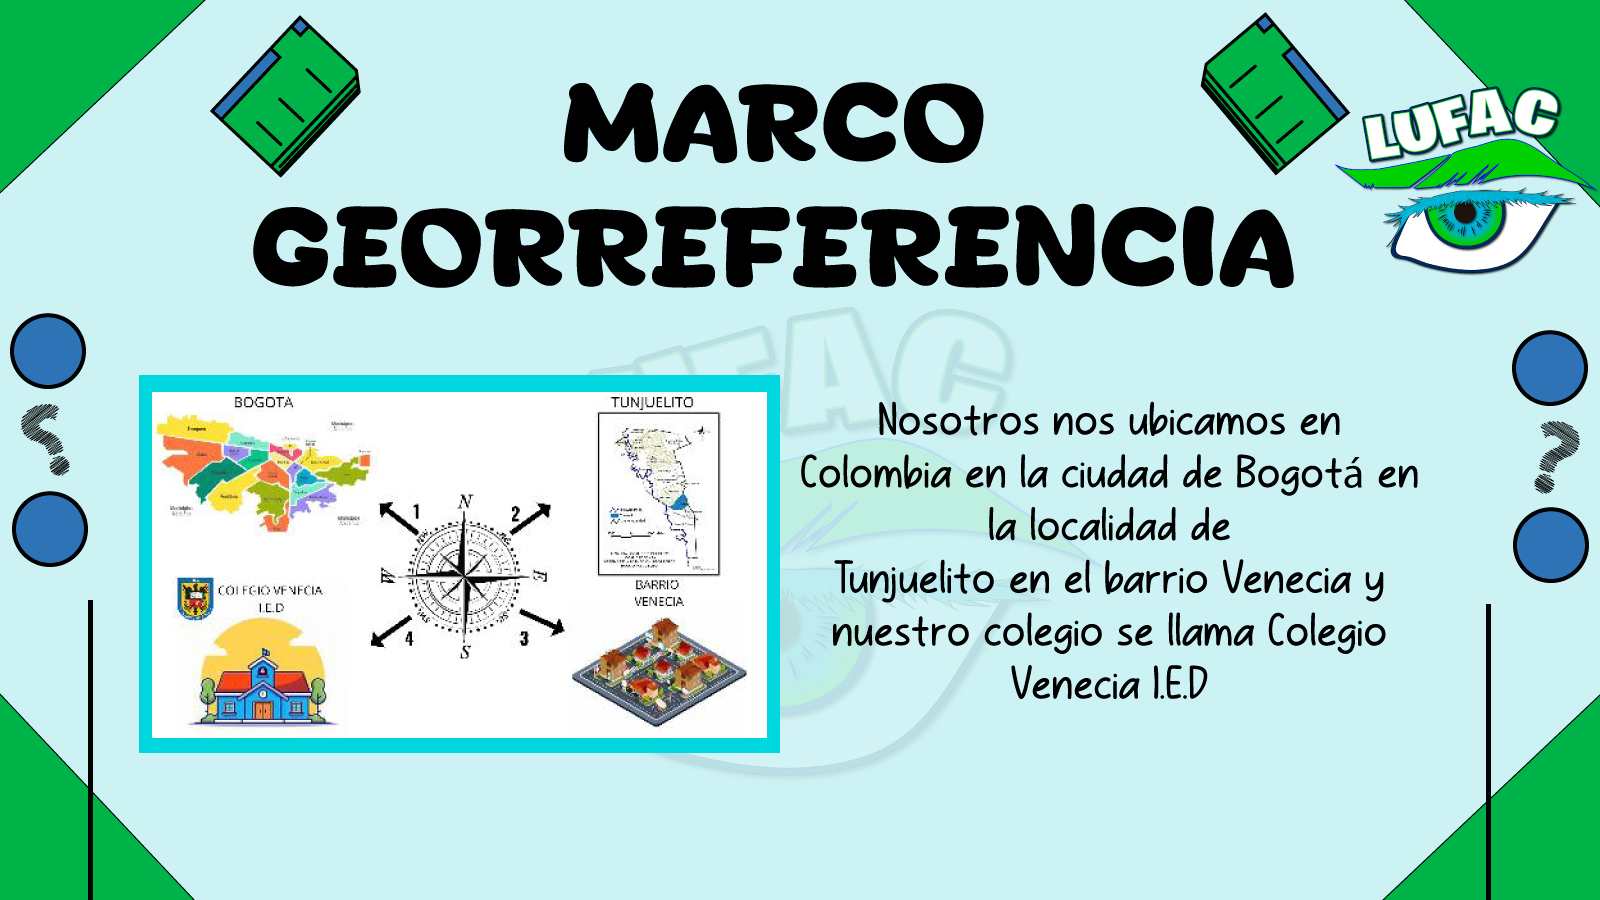 LUFAC
MARCO
GEORREFERENCIA
BOGOTA
TUNJUELITO
1
N
2
W
E
4
S
3
COLEGIO VENECIA
I.E.D
BARRIO
VENECIA
Nosotros nos ubicamos en
Colombia en la ciudad de Bogotá en
la localidad de
Tunjuelito en el barrio Venecia y
nuestro colegio se llama Colegio
Venecia I.E.D
LUFAC
?
?